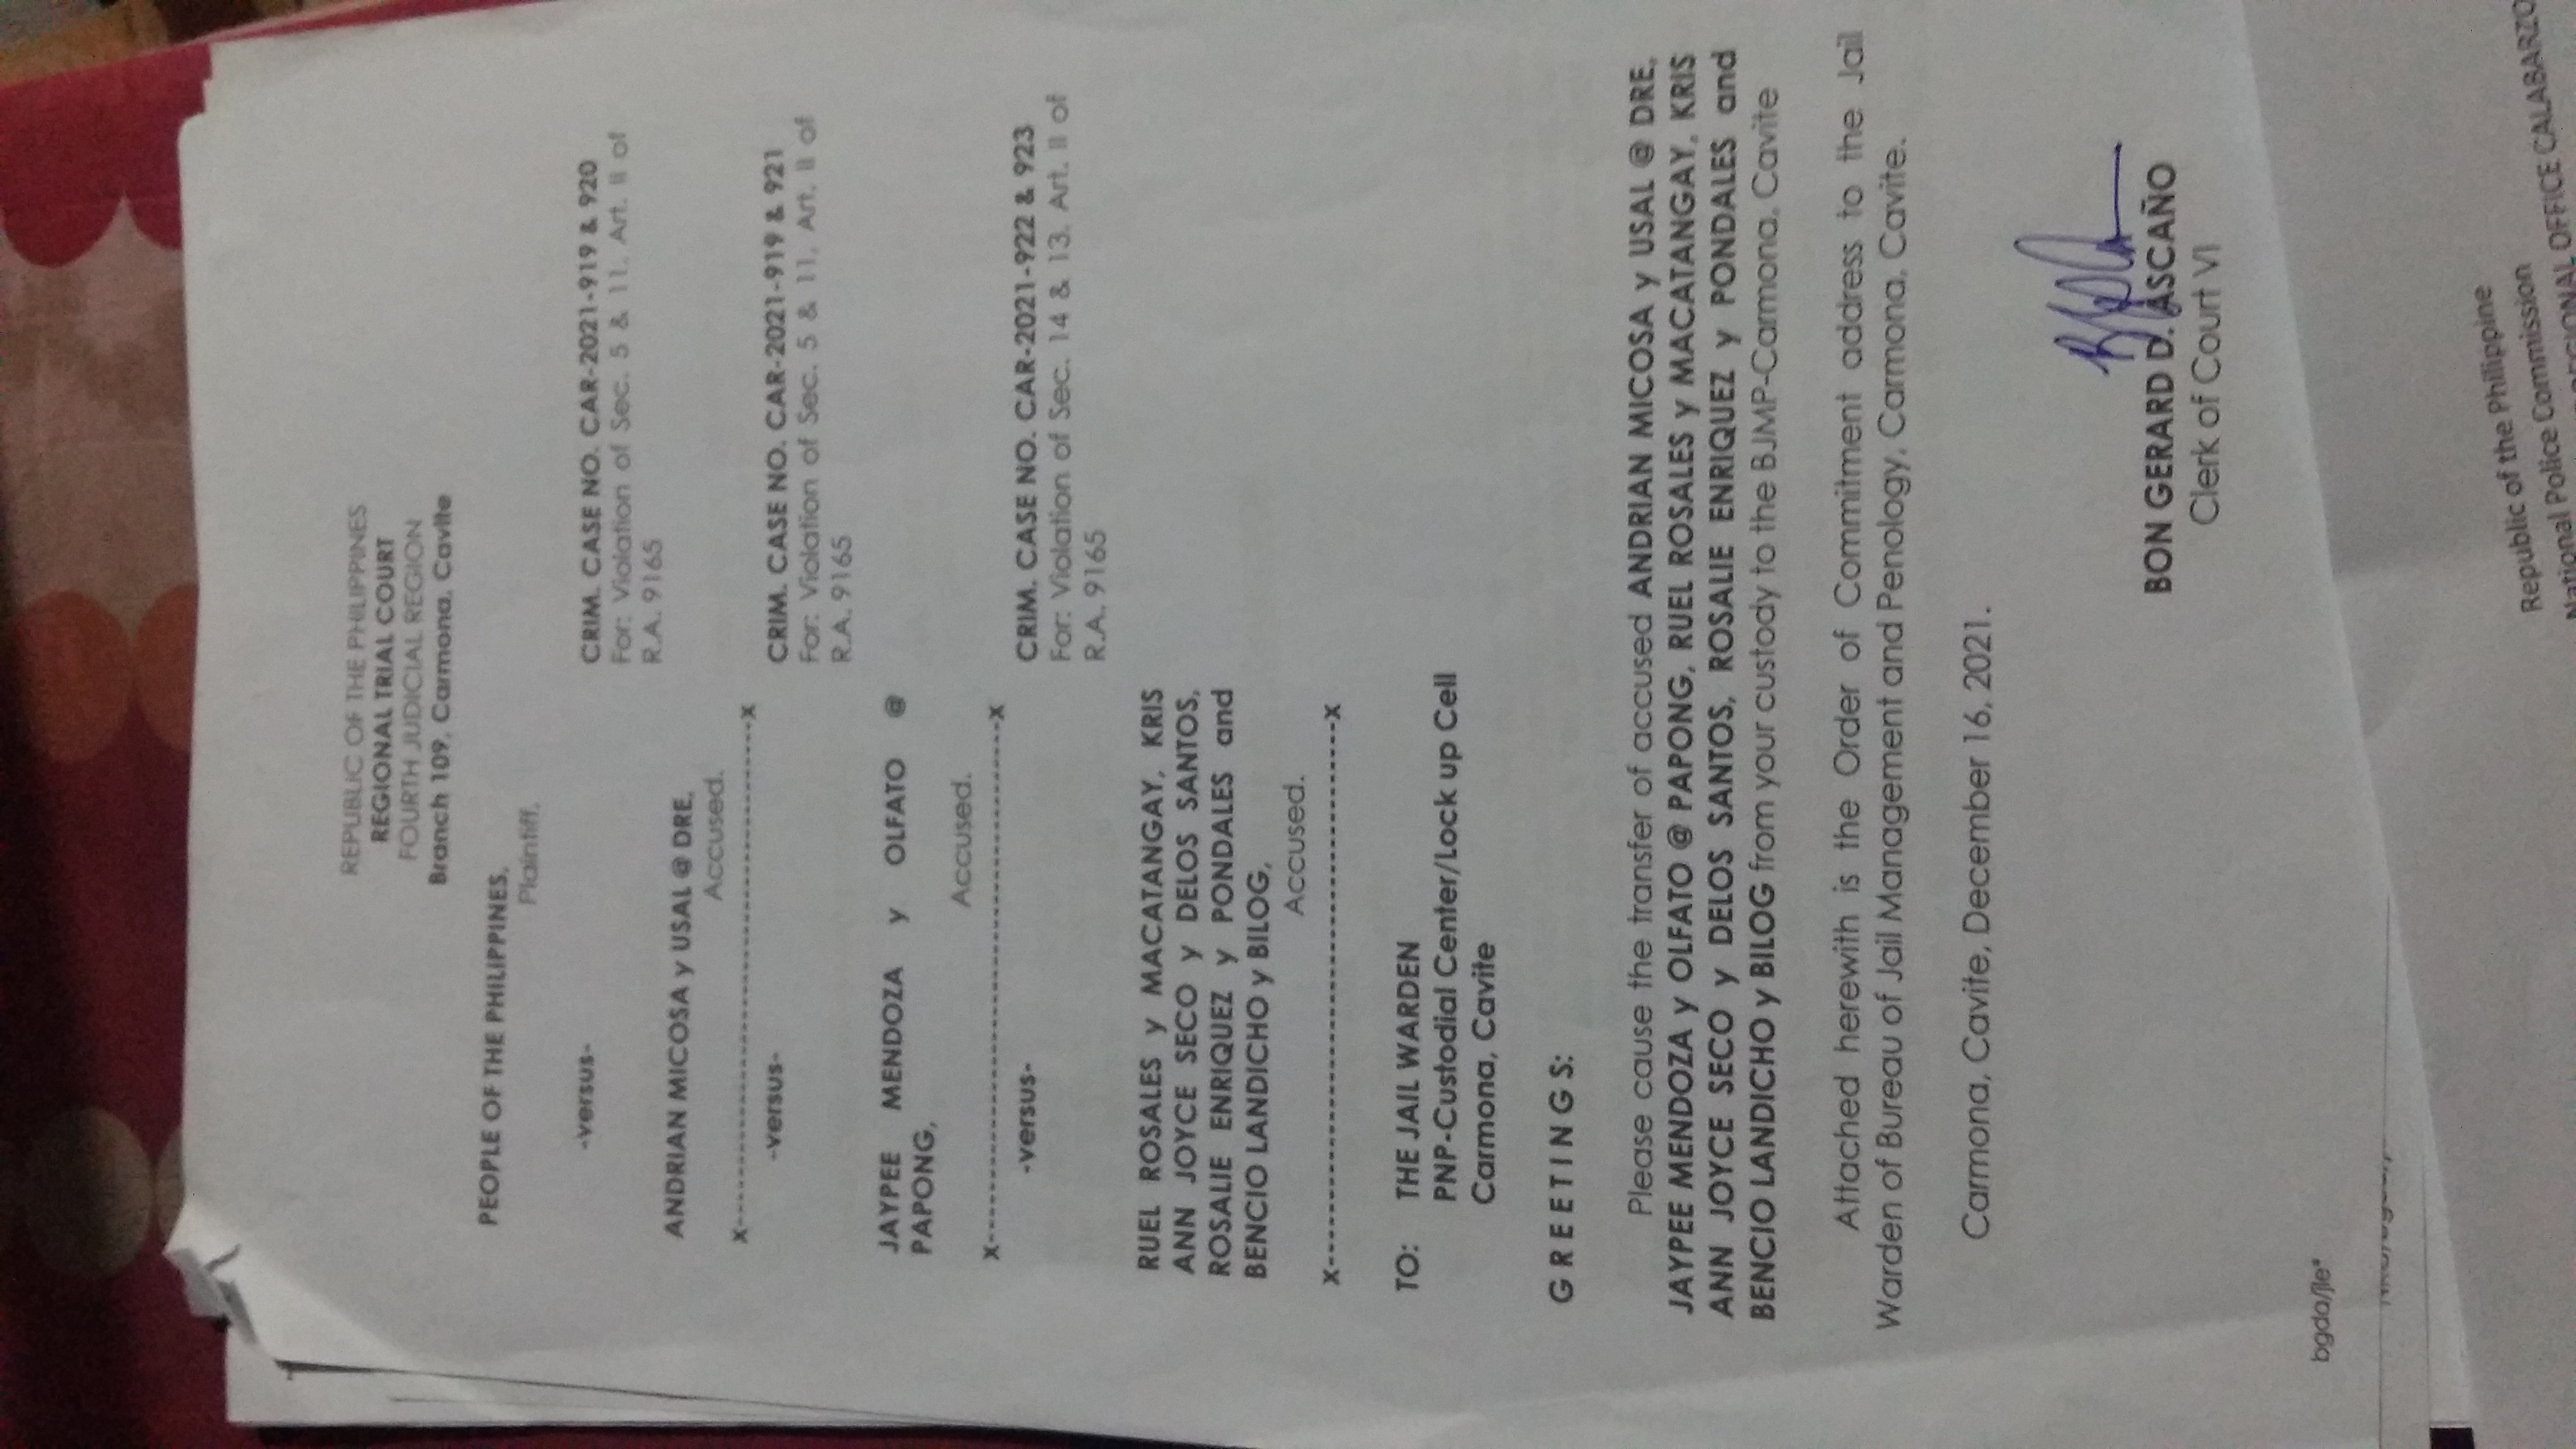 REPUBLIC OF THE PHILIPPINES
REGIONAL TRIAL COURT
FOURTH JUDICIAL REGION
Branch 109, Carmona, Cavite
PEOPLE OF THE PHILIPPINES,
Plaintiff,
-versus-
CRIM. CASE NO. CAR-2021-919 & 920
For: Violation of Sec. 5 & 11, Art. II of
R.A. 9165
ANDRIAN MICOSA y USAL @ DRE,
Accused.
x-----------------------------------------x
-versus-
CRIM. CASE NO. CAR-2021-919 & 921
For: Violation of Sec. 5 & 11, Art. II of
R.A. 9165
JAYPEE MENDOZA y OLFATO @
PAPONG,
Accused.
x-----------------------------------------x
-versus-
CRIM. CASE NO. CAR-2021-922 & 923
For: Violation of Sec. 14 & 13, Art. II of
R.A. 9165
RUEL ROSALES y MACATANGAY, KRIS
ANN JOYCE SECO y DELOS SANTOS,
ROSALIE ENRIQUEZ y PONDALES and
BENCIO LANDICHO y BILOG,
Accused.
x-----------------------------------------x
TO: THE JAIL WARDEN
PNP-Custodial Center/Lock up Cell
Carmona, Cavite
G R E E T I N G S:
Please cause the transfer of accused ANDRIAN MICOSA y USAL @ DRE,
JAYPEE MENDOZA y OLFATO @ PAPONG, RUEL ROSALES y MACATANGAY, KRIS
ANN JOYCE SECO y DELOS SANTOS, ROSALIE ENRIQUEZ y PONDALES and
BENCIO LANDICHO y BILOG from your custody to the BJMP-Carmona, Cavite
Attached herewith is the Order of Commitment address to the Jail
Warden of Bureau of Jail Management and Penology, Carmona, Cavite.
Carmona, Cavite, December 16, 2021.
BON GERARD D. ASCAÑO
Clerk of Court VI
bgda/jle*
Republic of the Philippine
National Police Commission
OFFICE CALABARZO